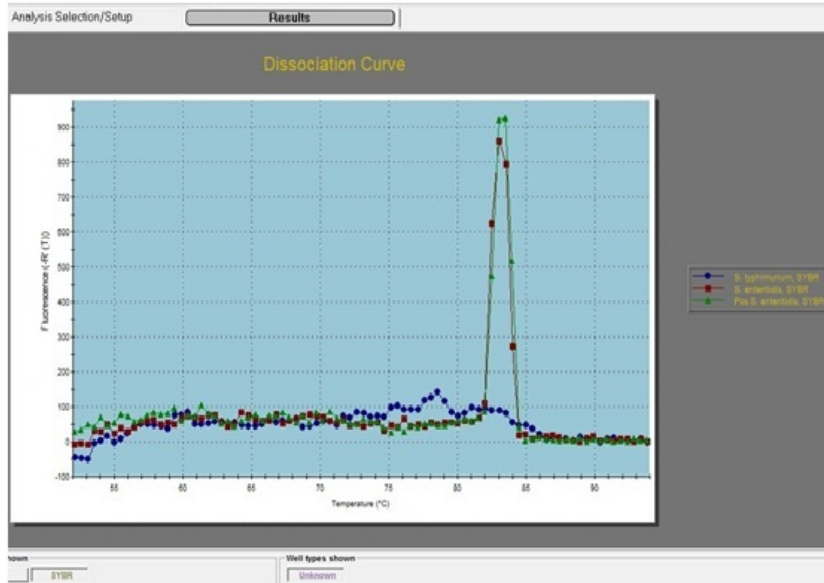 Analysis Selection/Setup
Results
Dissociation Curve
900
800
700
600
500
400
300
200
100
0
-100
55 60 65 70 75 80 85 90
Temperature (°C)
Fluorescence (-R' (T))
S. typhimurium, SYBR
S. enteritidis, SYBR
Pos S. enteritidis, SYBR
hown
SYBR
Well types shown
Unknown